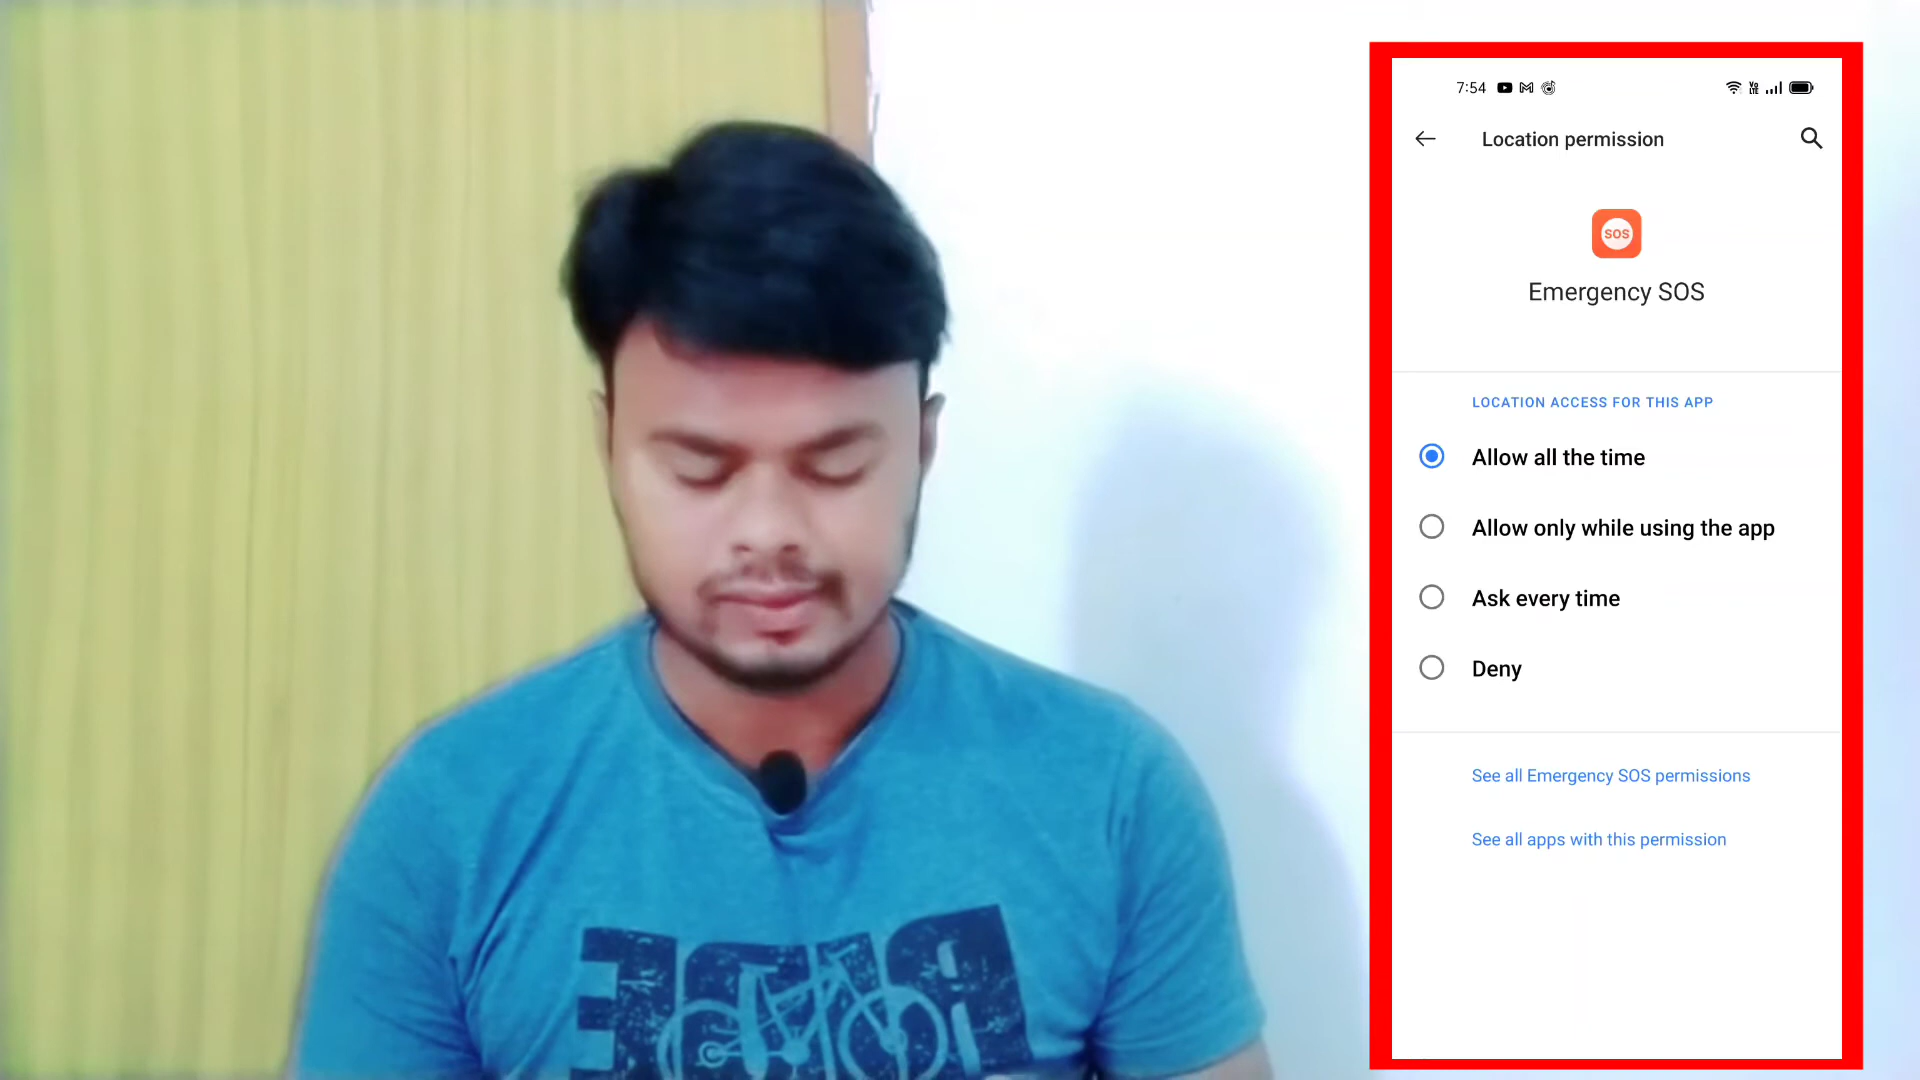 7:54
Location permission
SOS
Emergency SOS
LOCATION ACCESS FOR THIS APP
Allow all the time
Allow only while using the app
Ask every time
Deny
See all Emergency SOS permissions
See all apps with this permission
RIDE